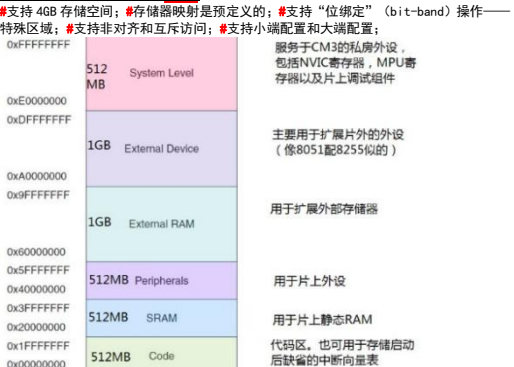 #支持 4GB 存储空间；#存储器映射是预定义的；#支持“位绑定”（bit-band）操作——
特殊区域；#支持非对齐和互斥访问；#支持小端配置和大端配置；
0xFFFFFFFF
512
MB
System Level
服务于CM3的私房外设，
包括NVIC寄存器，MPU寄
存器以及片上调试组件
0xE0000000
0xDFFFFFFF
1GB External Device
主要用于扩展片外的外设
（像8051配8255似的）
0xA0000000
0x9FFFFFFF
1GB External RAM
用于扩展外部存储器
0x60000000
0x5FFFFFFF
512MB Peripherals
用于片上外设
0x40000000
0x3FFFFFFF
512MB SRAM
用于片上静态RAM
0x20000000
0x1FFFFFFF
512MB Code
代码区。也可用于存储启动
后缺省的中断向量表
0x00000000